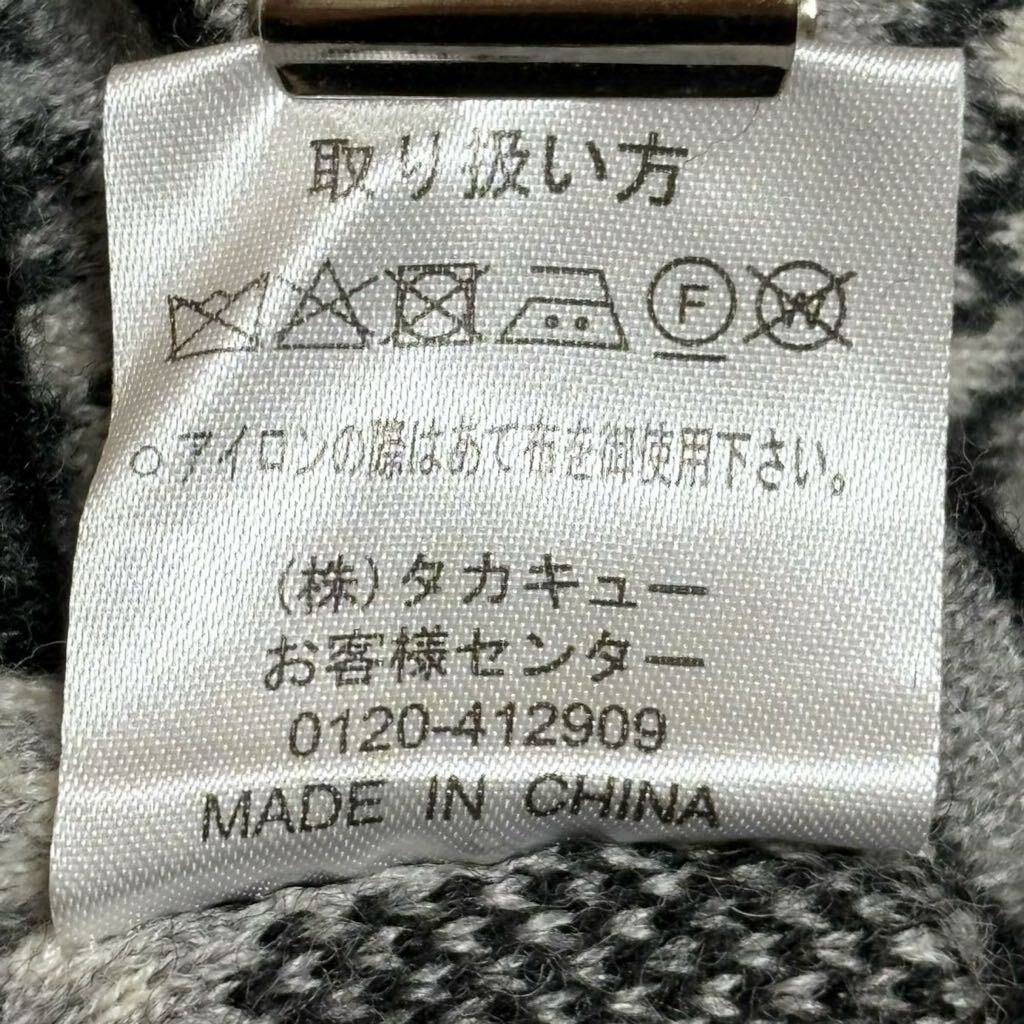 取り扱い方
F W
○アイロンの際はあて布を御使用下さい。
(株)タカキュー
お客様センター
0120-412909
MADE IN CHINA